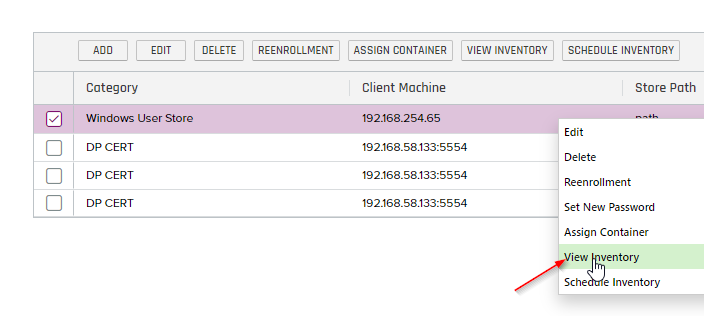 ADD EDIT DELETE REENROLLMENT ASSIGN CONTAINER VIEW INVENTORY SCHEDULE INVENTORY
Category Client Machine Store Path
Windows User Store 192.168.254.65 path
DP CERT 192.168.58.133:5554
DP CERT 192.168.58.133:5554
DP CERT 192.168.58.133:5554
Edit
Delete
Reenrollment
Set New Password
Assign Container
View Inventory
Schedule Inventory